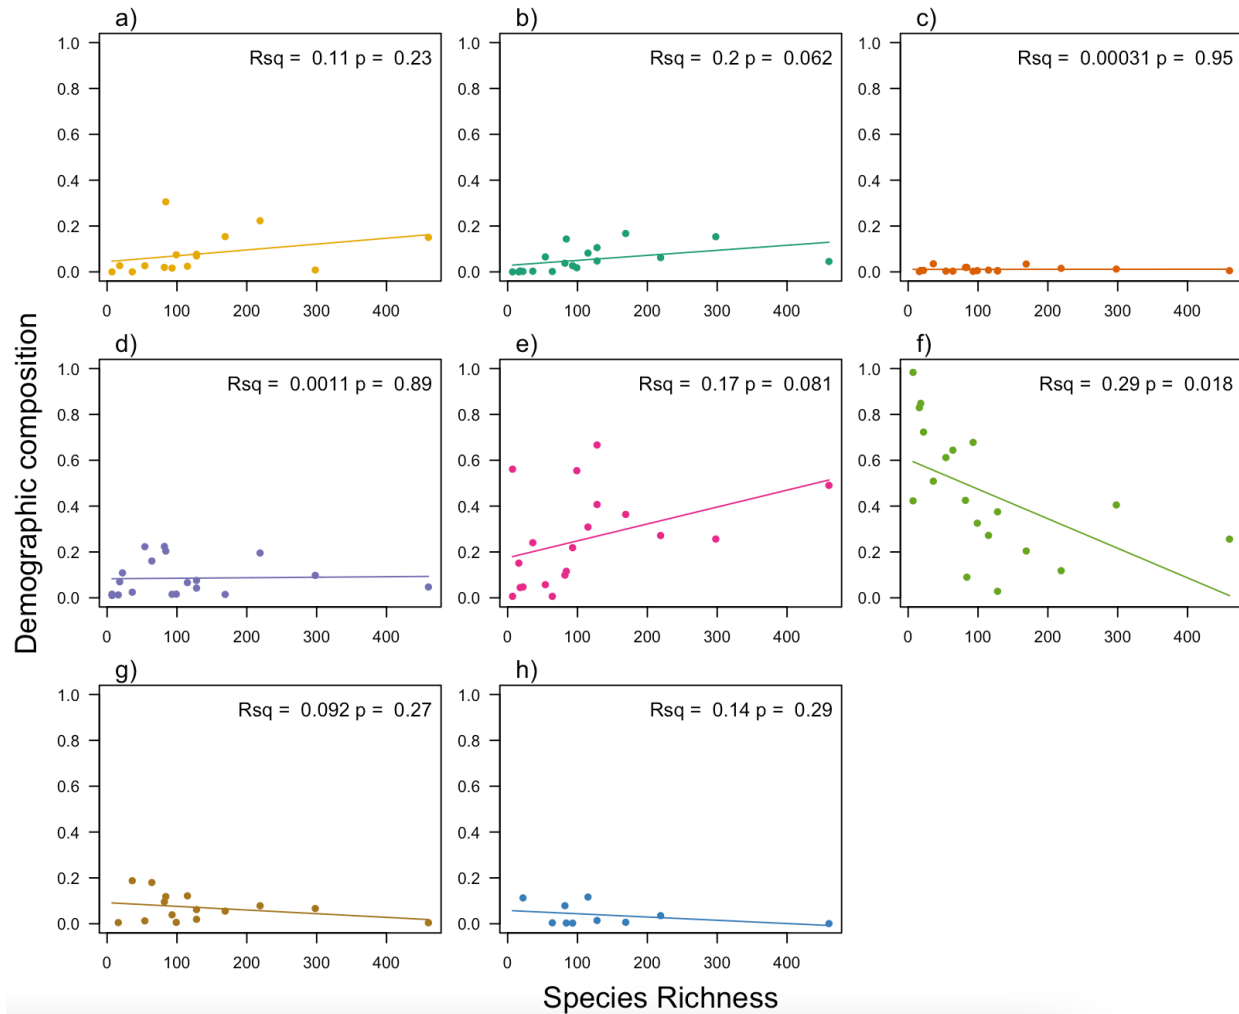 a)
Rsq = 0.11 p = 0.23
1.0
0.8
0.6
0.4
0.2
0.0
0 100 200 300 400
b)
Rsq = 0.2 p = 0.062
1.0
0.8
0.6
0.4
0.2
0.0
0 100 200 300 400
c)
Rsq = 0.00031 p = 0.95
1.0
0.8
0.6
0.4
0.2
0.0
0 100 200 300 400
Demographic composition
d)
Rsq = 0.0011 p = 0.89
1.0
0.8
0.6
0.4
0.2
0.0
0 100 200 300 400
e)
Rsq = 0.17 p = 0.081
1.0
0.8
0.6
0.4
0.2
0.0
0 100 200 300 400
f)
Rsq = 0.29 p = 0.018
1.0
0.8
0.6
0.4
0.2
0.0
0 100 200 300 400
g)
Rsq = 0.092 p = 0.27
1.0
0.8
0.6
0.4
0.2
0.0
0 100 200 300 400
h)
Rsq = 0.14 p = 0.29
1.0
0.8
0.6
0.4
0.2
0.0
0 100 200 300 400
Species Richness